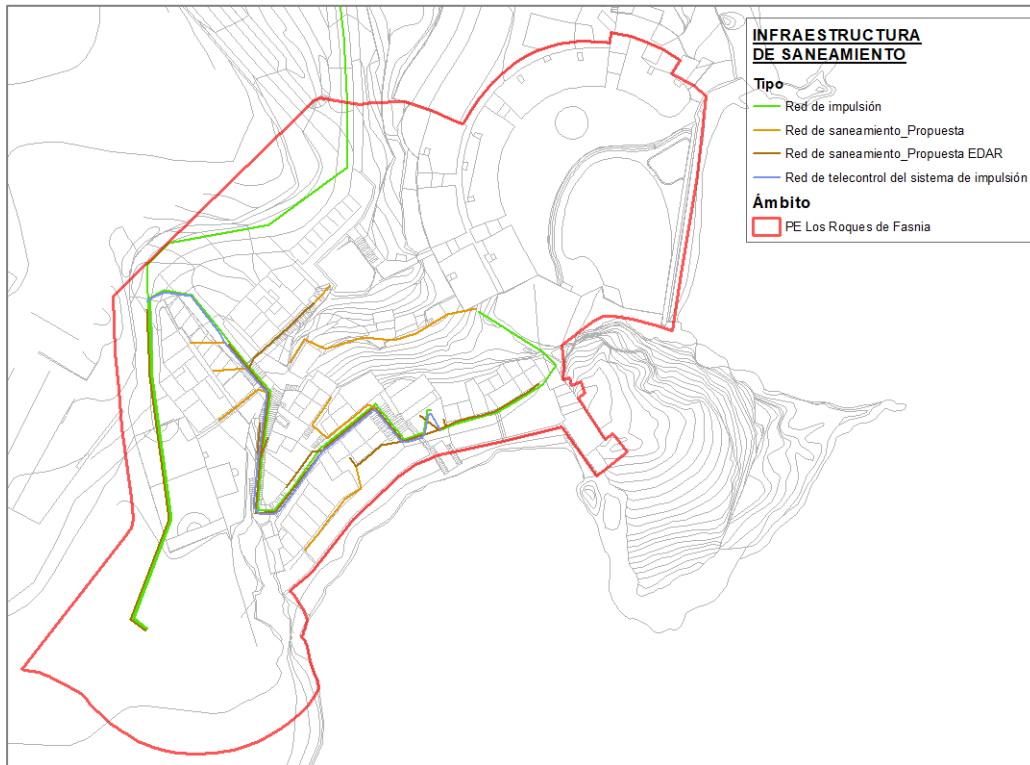 INFRAESTRUCTURA
DE SANEAMIENTO
Tipo
Red de impulsión
Red de saneamiento_Propuesta
Red de saneamiento_Propuesta EDAR
Red de telecontrol del sistema de impulsión
Ámbito
PE Los Roques de Fasnia